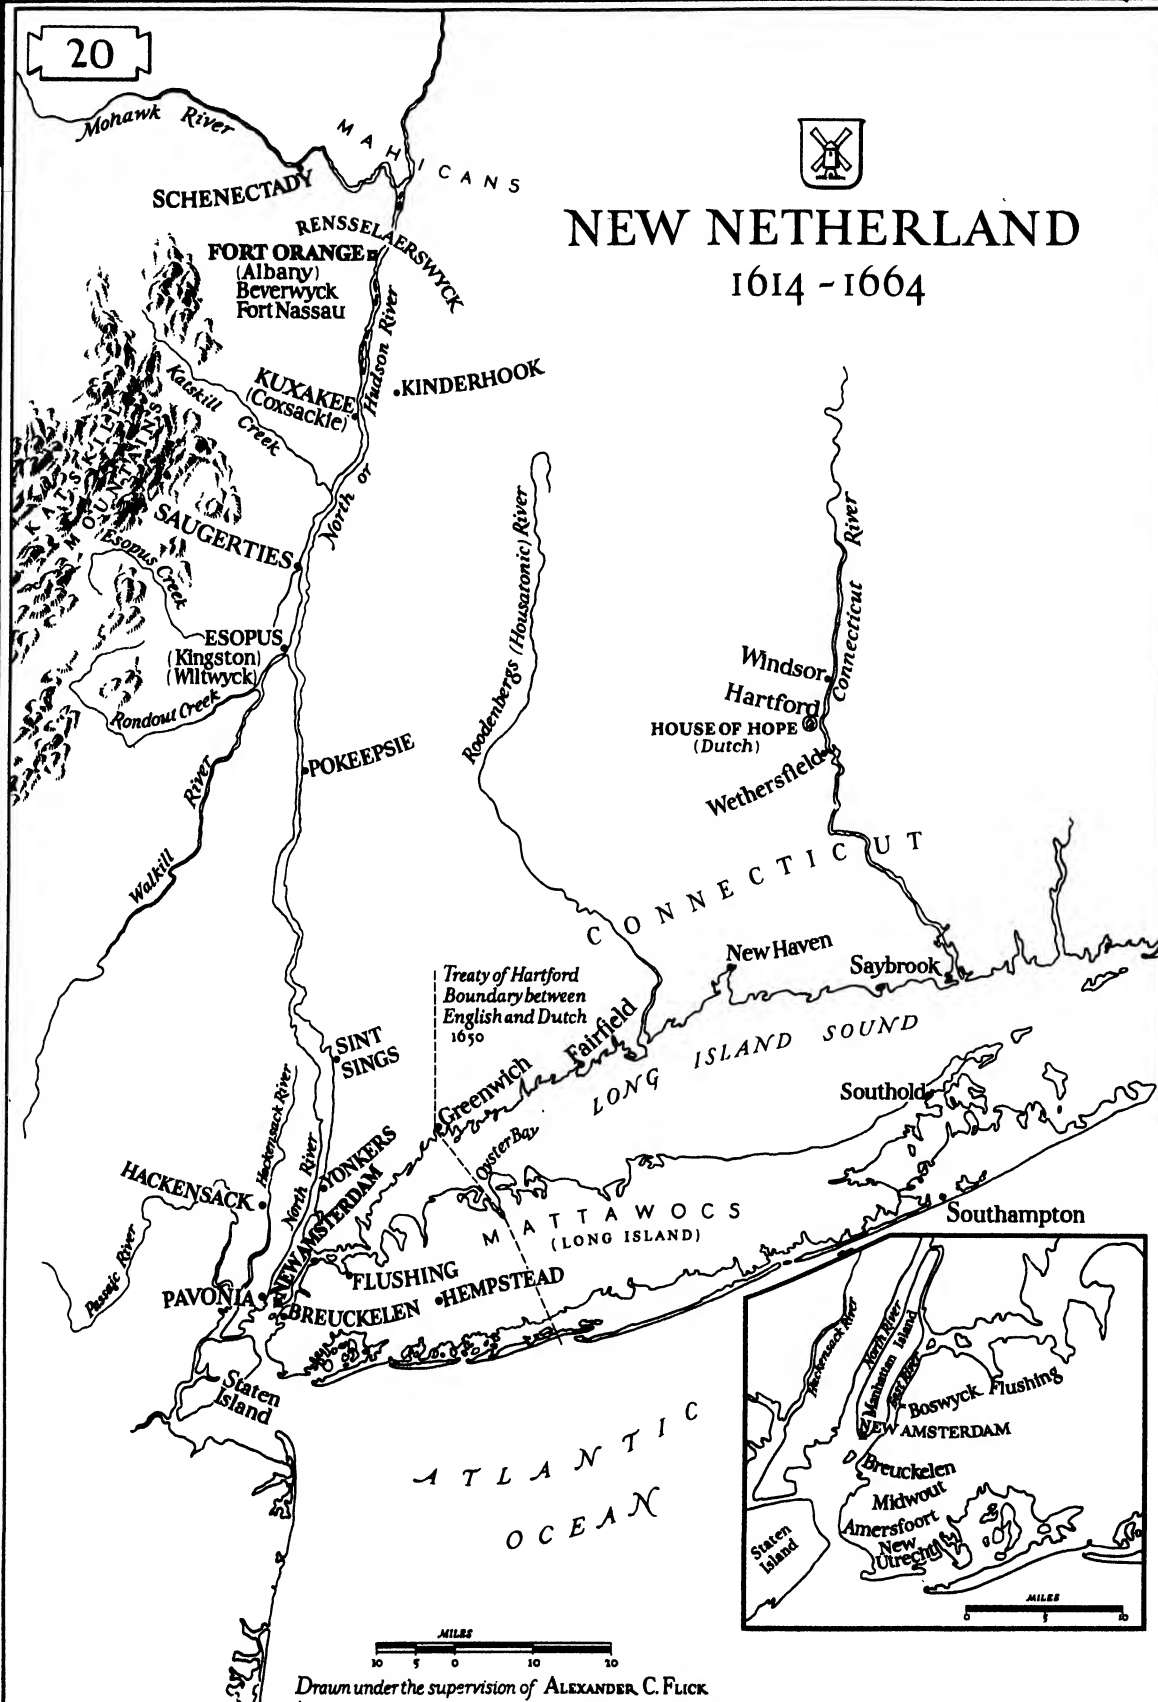 20
Mohawk River
MAHICANS
SCHENECTADY
NEW NETHERLAND
1614 - 1664
RENSSELAERSWYCK
FORT ORANGE
(Albany)
Beverwyck
Fort Nassau
North or Hudson River
Katskill Creek
KUXAKEE
(Coxsackie)
KINDERHOOK
KATSKILL
MOUNTAINS
SAUGERTIES
Esopus Creek
ESOPUS
(Kingston)
(Wiltwyck)
Rondout Creek
Roodenbergs (Housatonic) River
Connecticut River
Windsor
Hartford
HOUSE OF HOPE
(Dutch)
Wethersfield
POKEEPSIE
Walkill River
CONNECTICUT
New Haven
Saybrook
Treaty of Hartford
Boundary between
English and Dutch
1650
Fairfield
LONG ISLAND SOUND
SINT
SINGS
Greenwich
Southold
Hackensack River
North River
YONKERS
Oyster Bay
HACKENSACK
NEW AMSTERDAM
MATTAWOCS
(LONG ISLAND)
Southampton
Passaic River
PAVONIA
FLUSHING
BREUCKELEN
HEMPSTEAD
Staten
Island
ATLANTIC
OCEAN
Hackensack River
North River
Manhattan Island
East River
Boswyck
Flushing
NEW AMSTERDAM
Breuckelen
Midwout
Amersfoort
New
Utrecht
Staten
Island
MILES
0 5 10
MILES
10 5 0 10 20
Drawn under the supervision of ALEXANDER C. FLICK